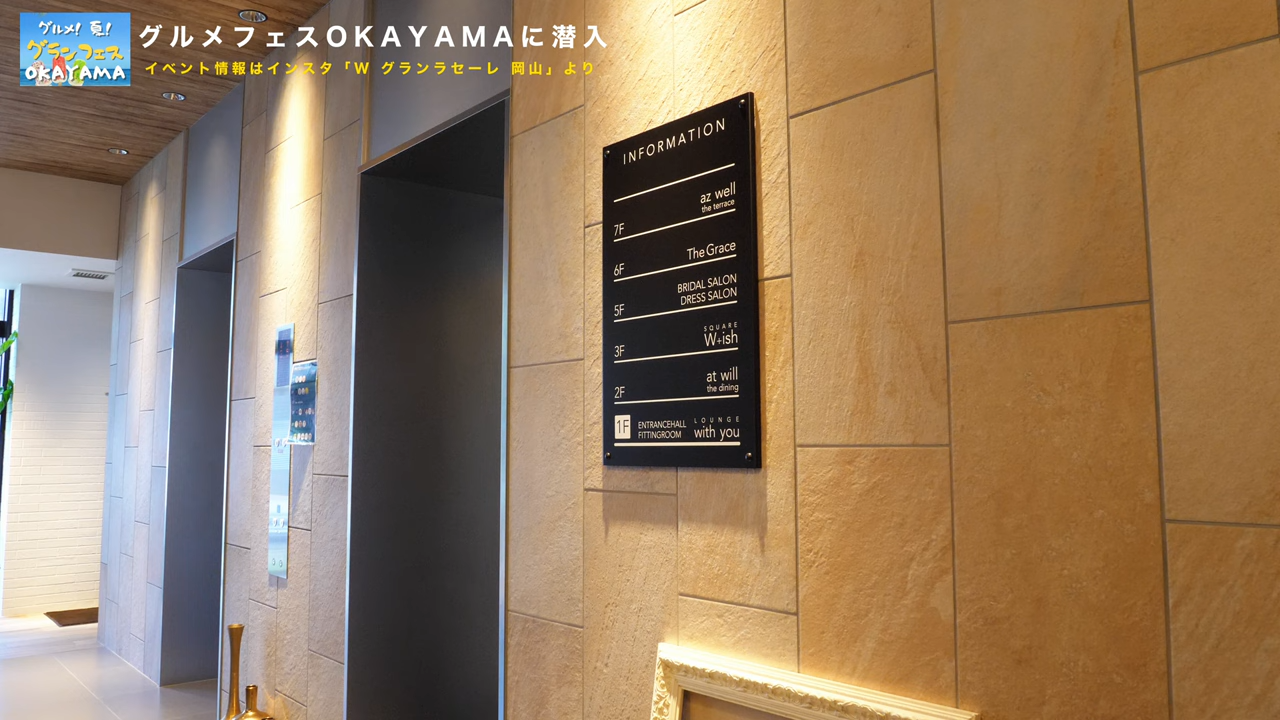 グルメ!夏!
グランフェス
OKAYAMA
グルメフェスOKAYAMAに潜入
イベント情報はインスタ「W グランラセーレ 岡山」より
INFORMATION
az well
the terrace
7F
The Grace
6F
BRIDAL SALON
DRESS SALON
5F
SQUARE
W+ish
3F
at will
the dining
2F
1F
ENTRANCEHALL
FITTINGROOM
LOUNGE
with you